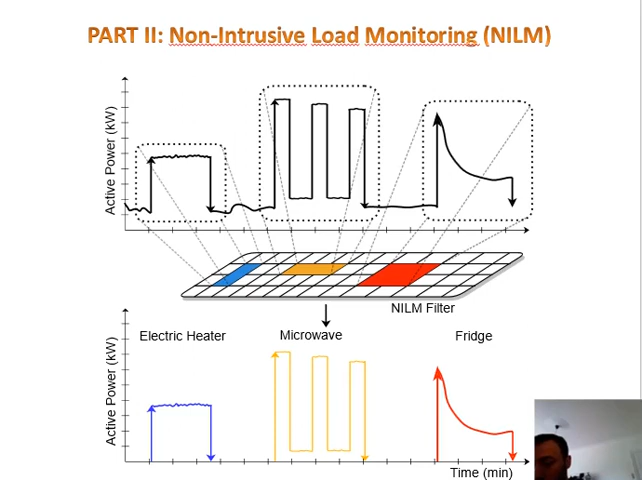 PART II: Non-Intrusive Load Monitoring (NILM)
Active Power (kW)
NILM Filter
Electric Heater
Microwave
Fridge
Active Power (kW)
Time (min)